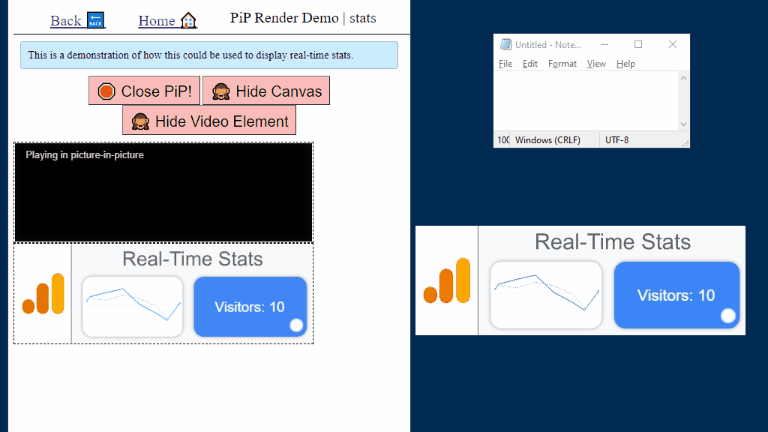 Back BACK Home PiP Render Demo | stats
This is a demonstration of how this could be used to display real-time stats.
Close PiP! Hide Canvas
Hide Video Element
Playing in picture-in-picture
Real-Time Stats
Visitors: 10
Untitled - Note...
File Edit Format View Help
100 Windows (CRLF) UTF-8
Real-Time Stats
Visitors: 10